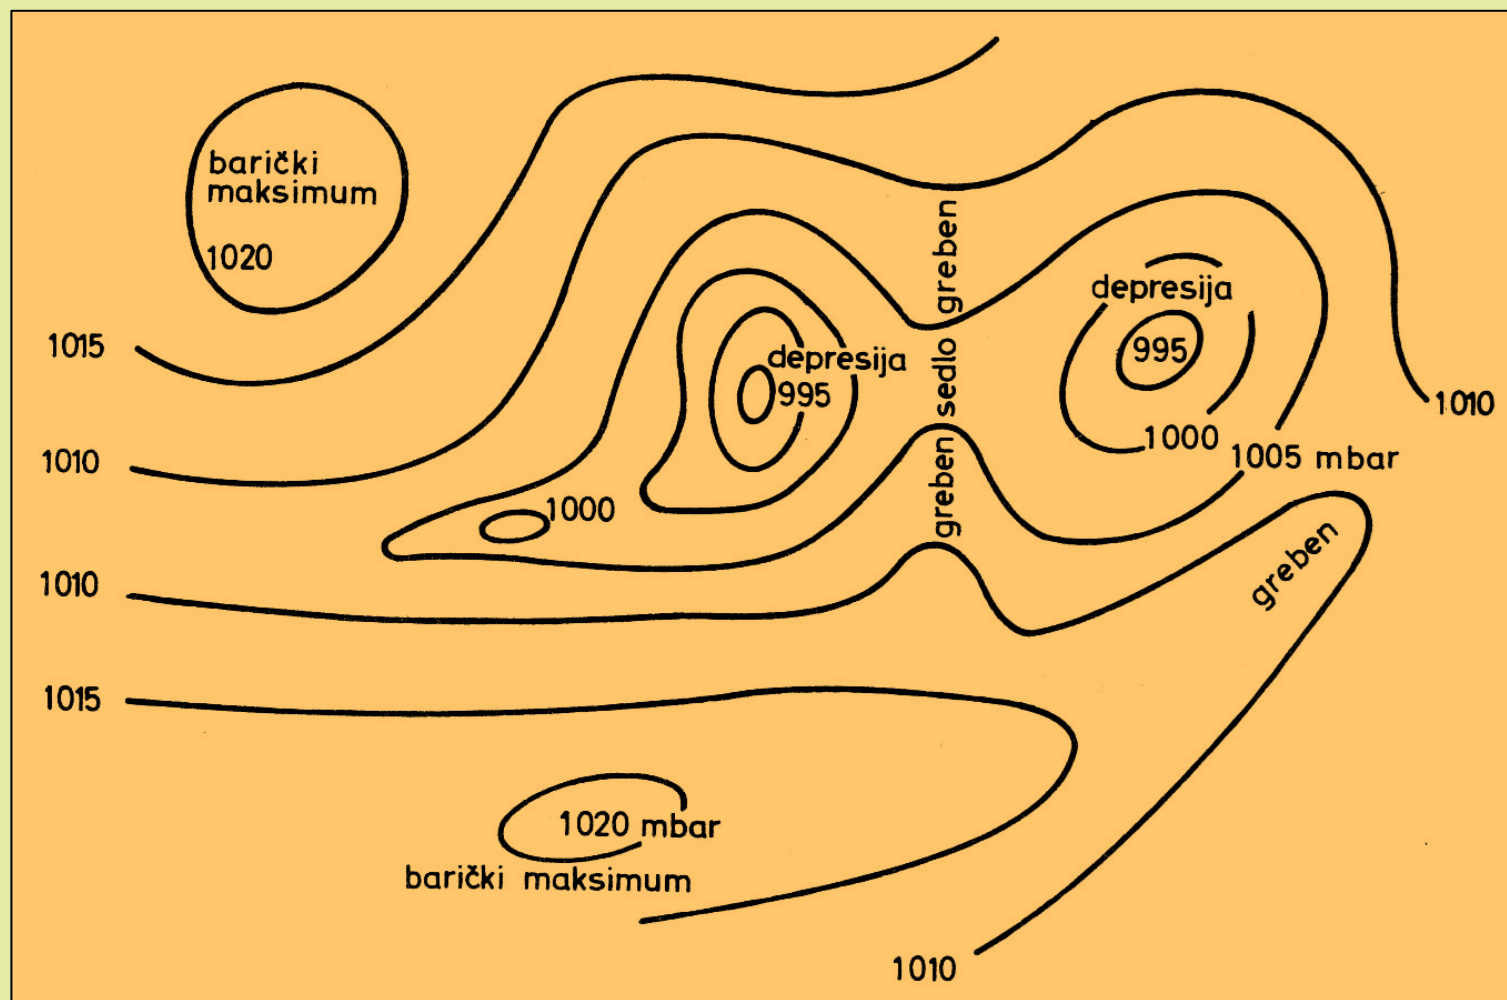 barički
maksimum
1020
greben
depresija
1015
sedlo
depresija
995
995
1010
1010
greben
1000
1005 mbar
1000
greben
1010
1015
1020 mbar
barički maksimum
1010